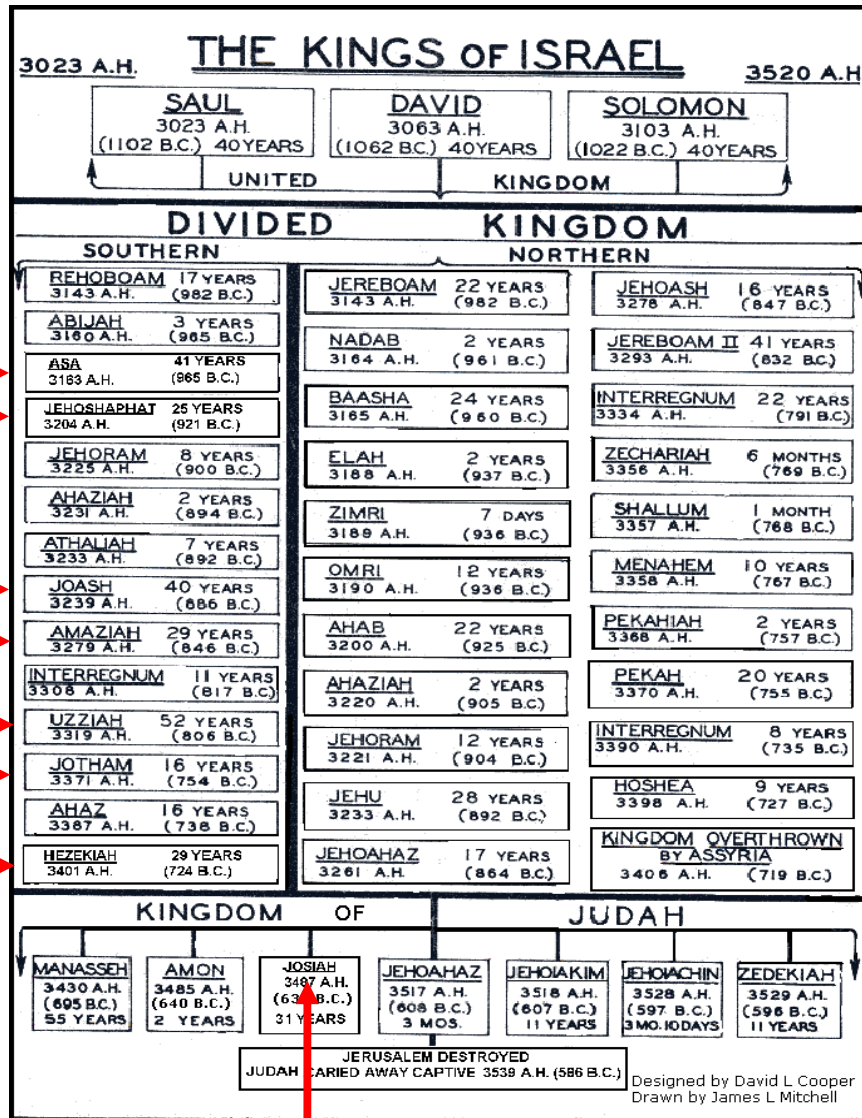 THE KINGS OF ISRAEL
3023 A.H.
3520 A.H
SAUL
3023 A.H.
(1102 B.C.) 40 YEARS
DAVID
3063 A.H.
(1062 B.C.) 40 YEARS
SOLOMON
3103 A.H.
(1022 B.C.) 40 YEARS
UNITED KINGDOM
DIVIDED KINGDOM
SOUTHERN
REHOBOAM 17 YEARS
3143 A.H. (982 B.C.)
ABIJAH 3 YEARS
3160 A.H. (965 B.C.)
ASA 41 YEARS
3163 A.H. (965 B.C.)
JEHOSHAPHAT 25 YEARS
3204 A.H. (921 B.C.)
JEHORAM 8 YEARS
3225 A.H. (900 B.C.)
AHAZIAH 2 YEARS
3231 A.H. (894 B.C.)
ATHALIAH 7 YEARS
3233 A.H. (892 B.C.)
JOASH 40 YEARS
3239 A.H. (886 B.C.)
AMAZIAH 29 YEARS
3279 A.H. (846 B.C.)
INTERREGNUM 11 YEARS
3308 A.H. (817 B.C.)
UZZIAH 52 YEARS
3319 A.H. (806 B.C.)
JOTHAM 16 YEARS
3371 A.H. (754 B.C.)
AHAZ 16 YEARS
3387 A.H. (738 B.C.)
HEZEKIAH 29 YEARS
3401 A.H. (724 B.C.)
NORTHERN
JEREBOAM 22 YEARS
3143 A.H. (982 B.C.)
NADAB 2 YEARS
3164 A.H. (961 B.C.)
BAASHA 24 YEARS
3165 A.H. (960 B.C.)
ELAH 2 YEARS
3188 A.H. (937 B.C.)
ZIMRI 7 DAYS
3189 A.H. (936 B.C.)
OMRI 12 YEARS
3190 A.H. (936 B.C.)
AHAB 22 YEARS
3200 A.H. (925 B.C.)
AHAZIAH 2 YEARS
3220 A.H. (905 B.C.)
JEHORAM 12 YEARS
3221 A.H. (904 B.C.)
JEHU 28 YEARS
3233 A.H. (892 B.C.)
JEHOAHAZ 17 YEARS
3261 A.H. (864 B.C.)
JEHOASH 16 YEARS
3278 A.H. (847 B.C.)
JEREBOAM II 41 YEARS
3293 A.H. (832 B.C.)
INTERREGNUM 22 YEARS
3334 A.H. (791 B.C.)
ZECHARIAH 6 MONTHS
3356 A.H. (769 B.C.)
SHALLUM 1 MONTH
3357 A.H. (768 B.C.)
MENAHEM 10 YEARS
3358 A.H. (767 B.C.)
PEKAHIAH 2 YEARS
3368 A.H. (757 B.C.)
PEKAH 20 YEARS
3370 A.H. (755 B.C.)
INTERREGNUM 8 YEARS
3390 A.H. (735 B.C.)
HOSHEA 9 YEARS
3398 A.H. (727 B.C.)
KINGDOM OVERTHROWN
BY ASSYRIA
3406 A.H. (719 B.C.)
KINGDOM OF JUDAH
MANASSEH
3430 A.H.
(695 B.C.)
55 YEARS
AMON
3485 A.H.
(640 B.C.)
2 YEARS
JOSIAH
3487 A.H.
B.C.)
31 YEARS
JEHOAHAZ
3517 A.H.
(608 B.C.)
3 MOS.
JEHOIAKIM
3518 A.H.
(607 B.C.)
11 YEARS
JEHOIACHIN
3528 A.H.
(597 B.C.)
3 MO. 10 DAYS
ZEDEKIAH
3529 A.H.
(596 B.C.)
11 YEARS
JERUSALEM DESTROYED
JUDAH CARIED AWAY CAPTIVE 3539 A.H. (586 B.C.)
Designed by David L Cooper
Drawn by James L Mitchell